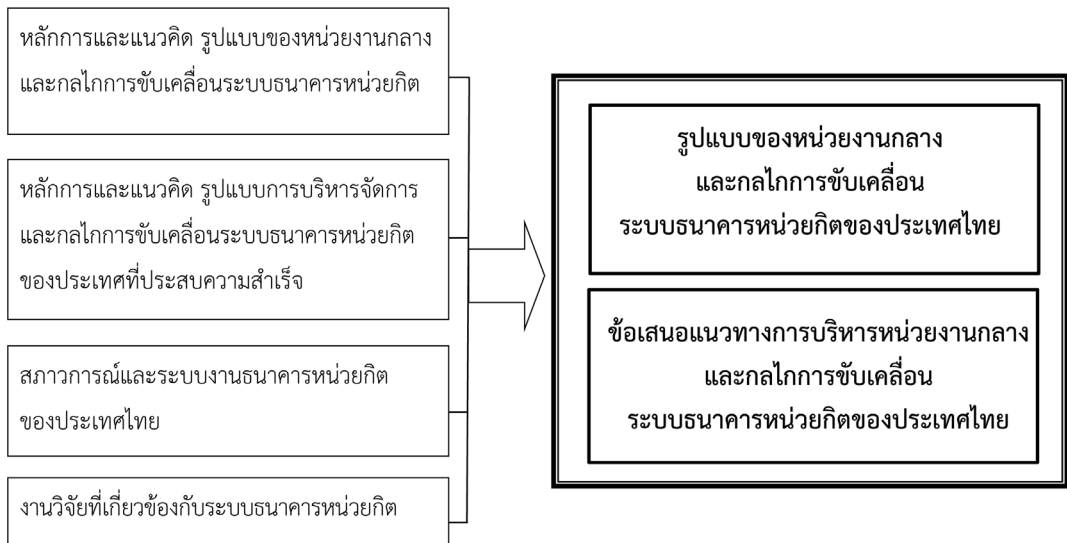 หลักการและแนวคิด รูปแบบของหน่วยงานกลาง
และกลไกการขับเคลื่อนระบบธนาคารหน่วยกิต
หลักการและแนวคิด รูปแบบการบริหารจัดการ
และกลไกการขับเคลื่อนระบบธนาคารหน่วยกิต
ของประเทศที่ประสบความสำเร็จ
สภาวการณ์และระบบงานธนาคารหน่วยกิต
ของประเทศไทย
งานวิจัยที่เกี่ยวข้องกับระบบธนาคารหน่วยกิต
รูปแบบของหน่วยงานกลาง
และกลไกการขับเคลื่อน
ระบบธนาคารหน่วยกิตของประเทศไทย
ข้อเสนอแนวทางการบริหารหน่วยงานกลาง
และกลไกการขับเคลื่อน
ระบบธนาคารหน่วยกิตของประเทศไทย